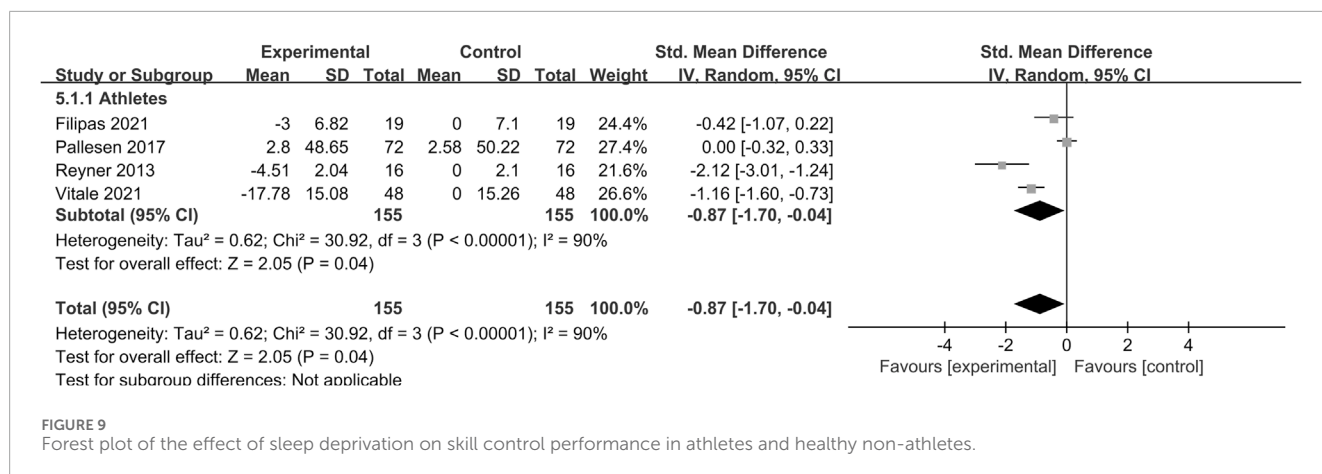 Experimental Control Std. Mean Difference Std. Mean Difference
Study or Subgroup Mean SD Total Mean SD Total Weight IV, Random, 95% CI IV, Random, 95% CI
5.1.1 Athletes
Filipas 2021 -3 6.82 19 0 7.1 19 24.4% -0.42 [-1.07, 0.22]
Pallesen 2017 2.8 48.65 72 2.58 50.22 72 27.4% 0.00 [-0.32, 0.33]
Reyner 2013 -4.51 2.04 16 0 2.1 16 21.6% -2.12 [-3.01, -1.24]
Vitale 2021 -17.78 15.08 48 0 15.26 48 26.6% -1.16 [-1.60, -0.73]
Subtotal (95% CI) 155 155 100.0% -0.87 [-1.70, -0.04]
Heterogeneity: Tau² = 0.62; Chi² = 30.92, df = 3 (P < 0.00001); I² = 90%
Test for overall effect: Z = 2.05 (P = 0.04)
Total (95% CI) 155 155 100.0% -0.87 [-1.70, -0.04]
Heterogeneity: Tau² = 0.62; Chi² = 30.92, df = 3 (P < 0.00001); I² = 90%
Test for overall effect: Z = 2.05 (P = 0.04)
Test for subgroup differences: Not applicable
-4 -2 0 2 4
Favours [experimental] Favours [control]
FIGURE 9
Forest plot of the effect of sleep deprivation on skill control performance in athletes and healthy non-athletes.